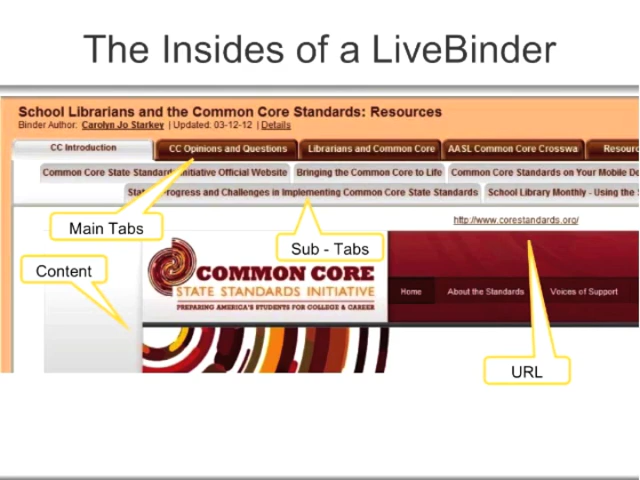 The Insides of a LiveBinder
School Librarians and the Common Core Standards: Resources
Binder Author: Carolyn Jo Starkey | Updated: 03-12-12 | Details
CC Introduction CC Opinions and Questions Librarians and Common Core AASL Common Core Crosswa Resourc
Common Core State Standard Initiative Official Website Bringing the Common Core to Life Common Core Standards on Your Mobile De
Progress and Challenges in Implementing Common Core State Standards School Library Monthly - Using the
http://www.corestandards.org/
Main Tabs
Sub - Tabs
Content
COMMON CORE
STATE STANDARDS INITIATIVE
PREPARING AMERICA'S STUDENTS FOR COLLEGE & CAREER
Home About the Standards Voices of Support
URL